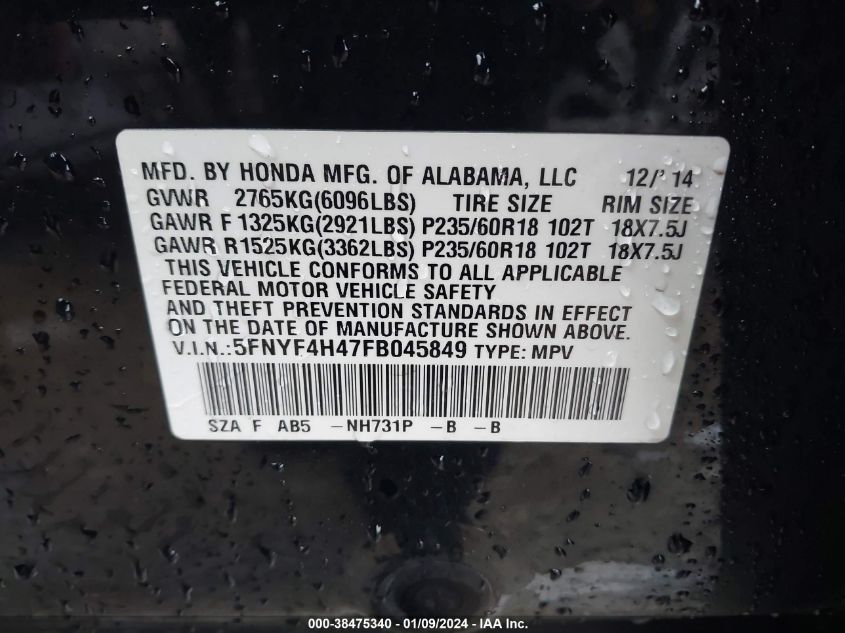 MFD. BY HONDA MFG. OF ALABAMA, LLC 12/' 14
GVWR 2765KG(6096LBS) TIRE SIZE RIM SIZE
GAWR F 1325KG(2921LBS) P235/60R18 102T 18X7.5J
GAWR R1525KG(3362LBS) P235/60R18 102T 18X7.5J
THIS VEHICLE CONFORMS TO ALL APPLICABLE
FEDERAL MOTOR VEHICLE SAFETY
AND THEFT PREVENTION STANDARDS IN EFFECT
ON THE DATE OF MANUFACTURE SHOWN ABOVE.
V.I.N.:5FNYF4H47FB045849 TYPE: MPV
SZA F AB5 -NH731P -B -B
000-38475340 - 01/09/2024 - IAA Inc.